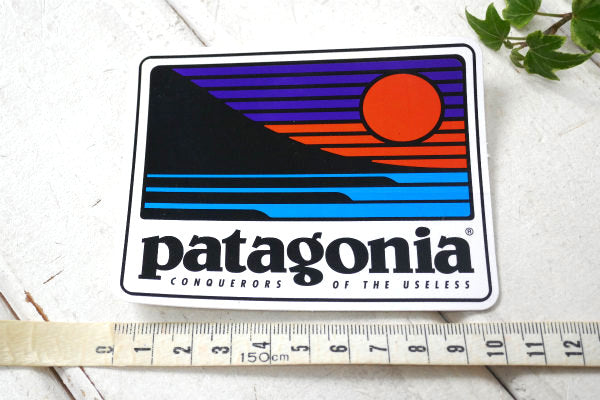 patagonia®
CONQUERORS OF THE USELESS
0 1 2 3 4 5 6 7 8 9 10 11 12
150cm